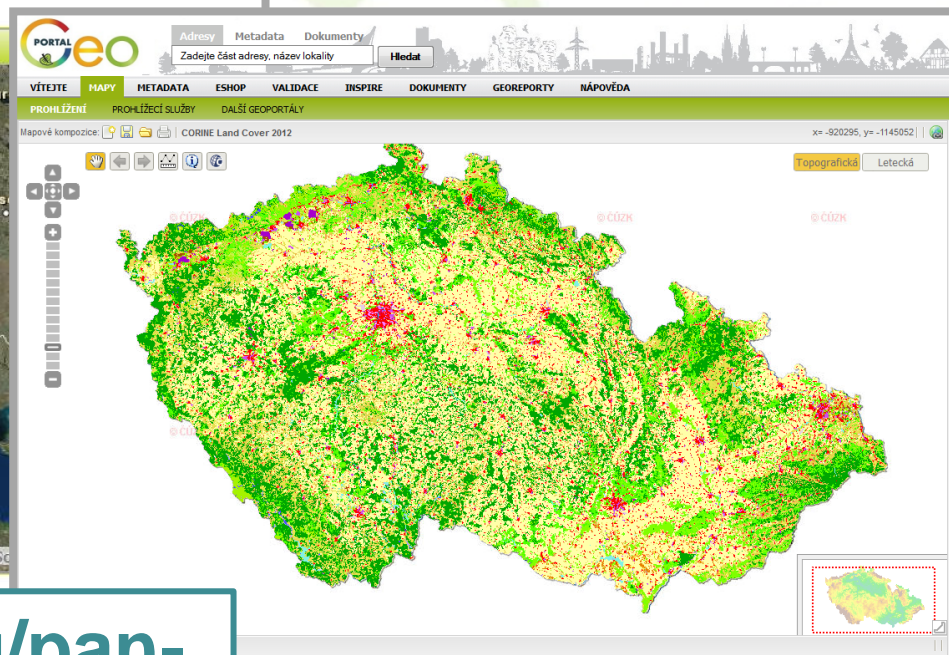 PORTAL
eo
Adresy Metadata Dokumenty
Zadejte část adresy, název lokality Hledat
VÍTEJTE MAPY METADATA ESHOP VALIDACE INSPIRE DOKUMENTY GEOREPORTY NÁPOVĚDA
PROHLÍŽENÍ PROHLÍŽECÍ SLUŽBY DALŠÍ GEOPORTÁLY
Mapové kompozice: CORINE Land Cover 2012 x= -920295, y= -1145052
Topografická Letecká
© ČÚZK © ČÚZK © ČÚZK
© ČÚZK
/pan-